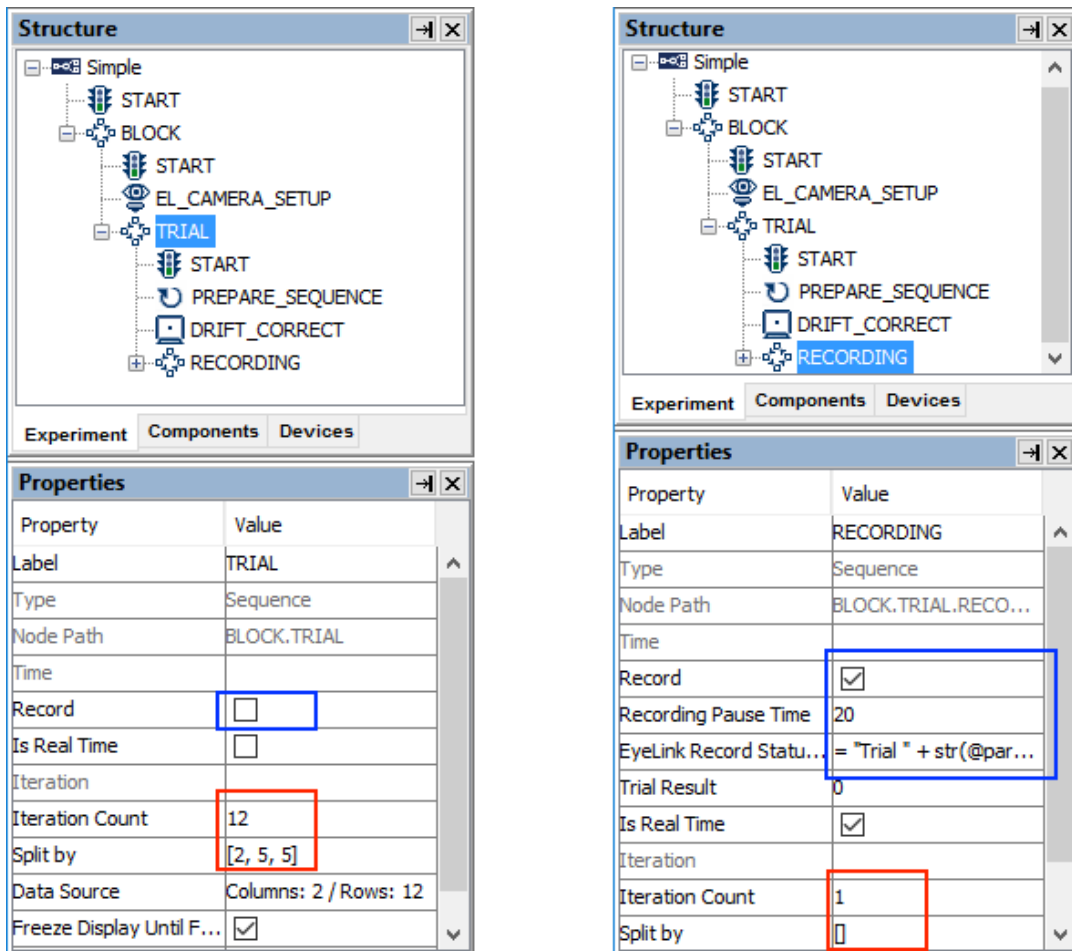 Structure
Simple
START
BLOCK
START
EL_CAMERA_SETUP
TRIAL
START
PREPARE_SEQUENCE
DRIFT_CORRECT
RECORDING
Experiment Components Devices
Properties
Property Value
Label TRIAL
Type Sequence
Node Path BLOCK.TRIAL
Time
Record
Is Real Time
Iteration
Iteration Count 12
Split by [2, 5, 5]
Data Source Columns: 2 / Rows: 12
Freeze Display Until F...
Structure
Simple
START
BLOCK
START
EL_CAMERA_SETUP
TRIAL
START
PREPARE_SEQUENCE
DRIFT_CORRECT
RECORDING
Experiment Components Devices
Properties
Property Value
Label RECORDING
Type Sequence
Node Path BLOCK.TRIAL.RECO...
Time
Record
Recording Pause Time 20
EyeLink Record Statu... = "Trial " + str(@par...
Trial Result 0
Is Real Time
Iteration
Iteration Count 1
Split by []